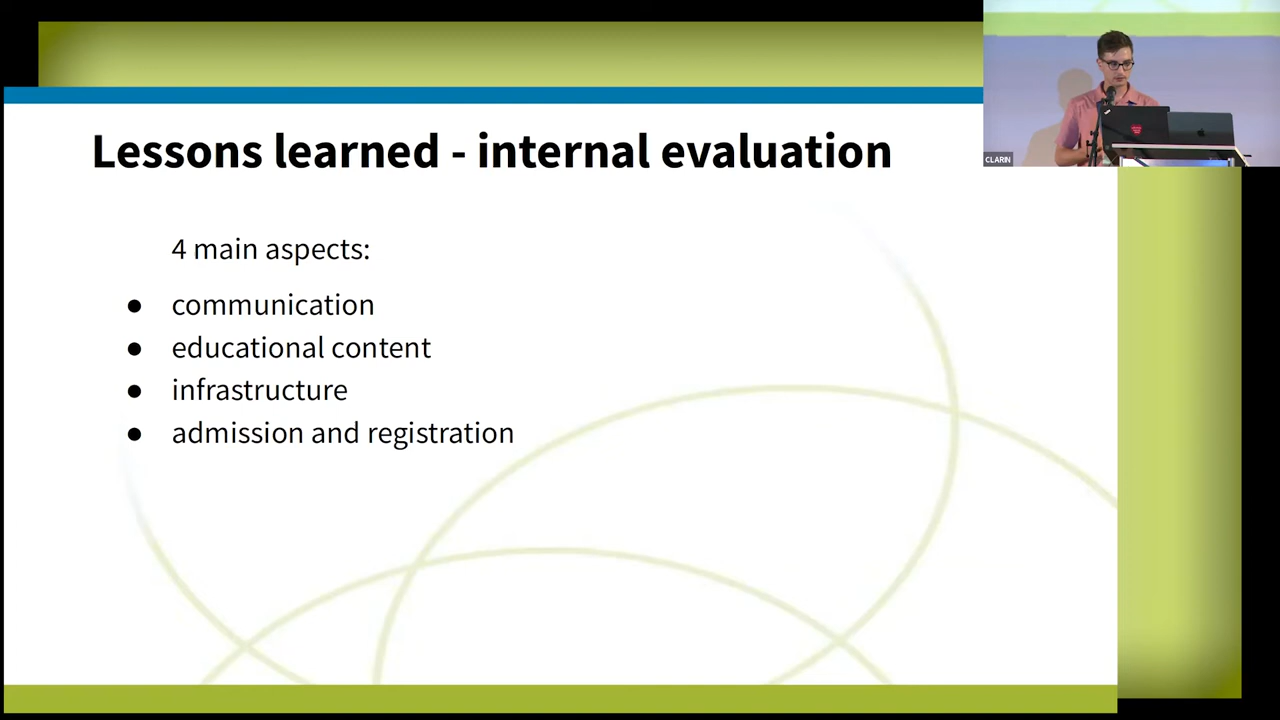 Lessons learned - internal evaluation
CLARIN
4 main aspects:
● communication
● educational content
● infrastructure
● admission and registration